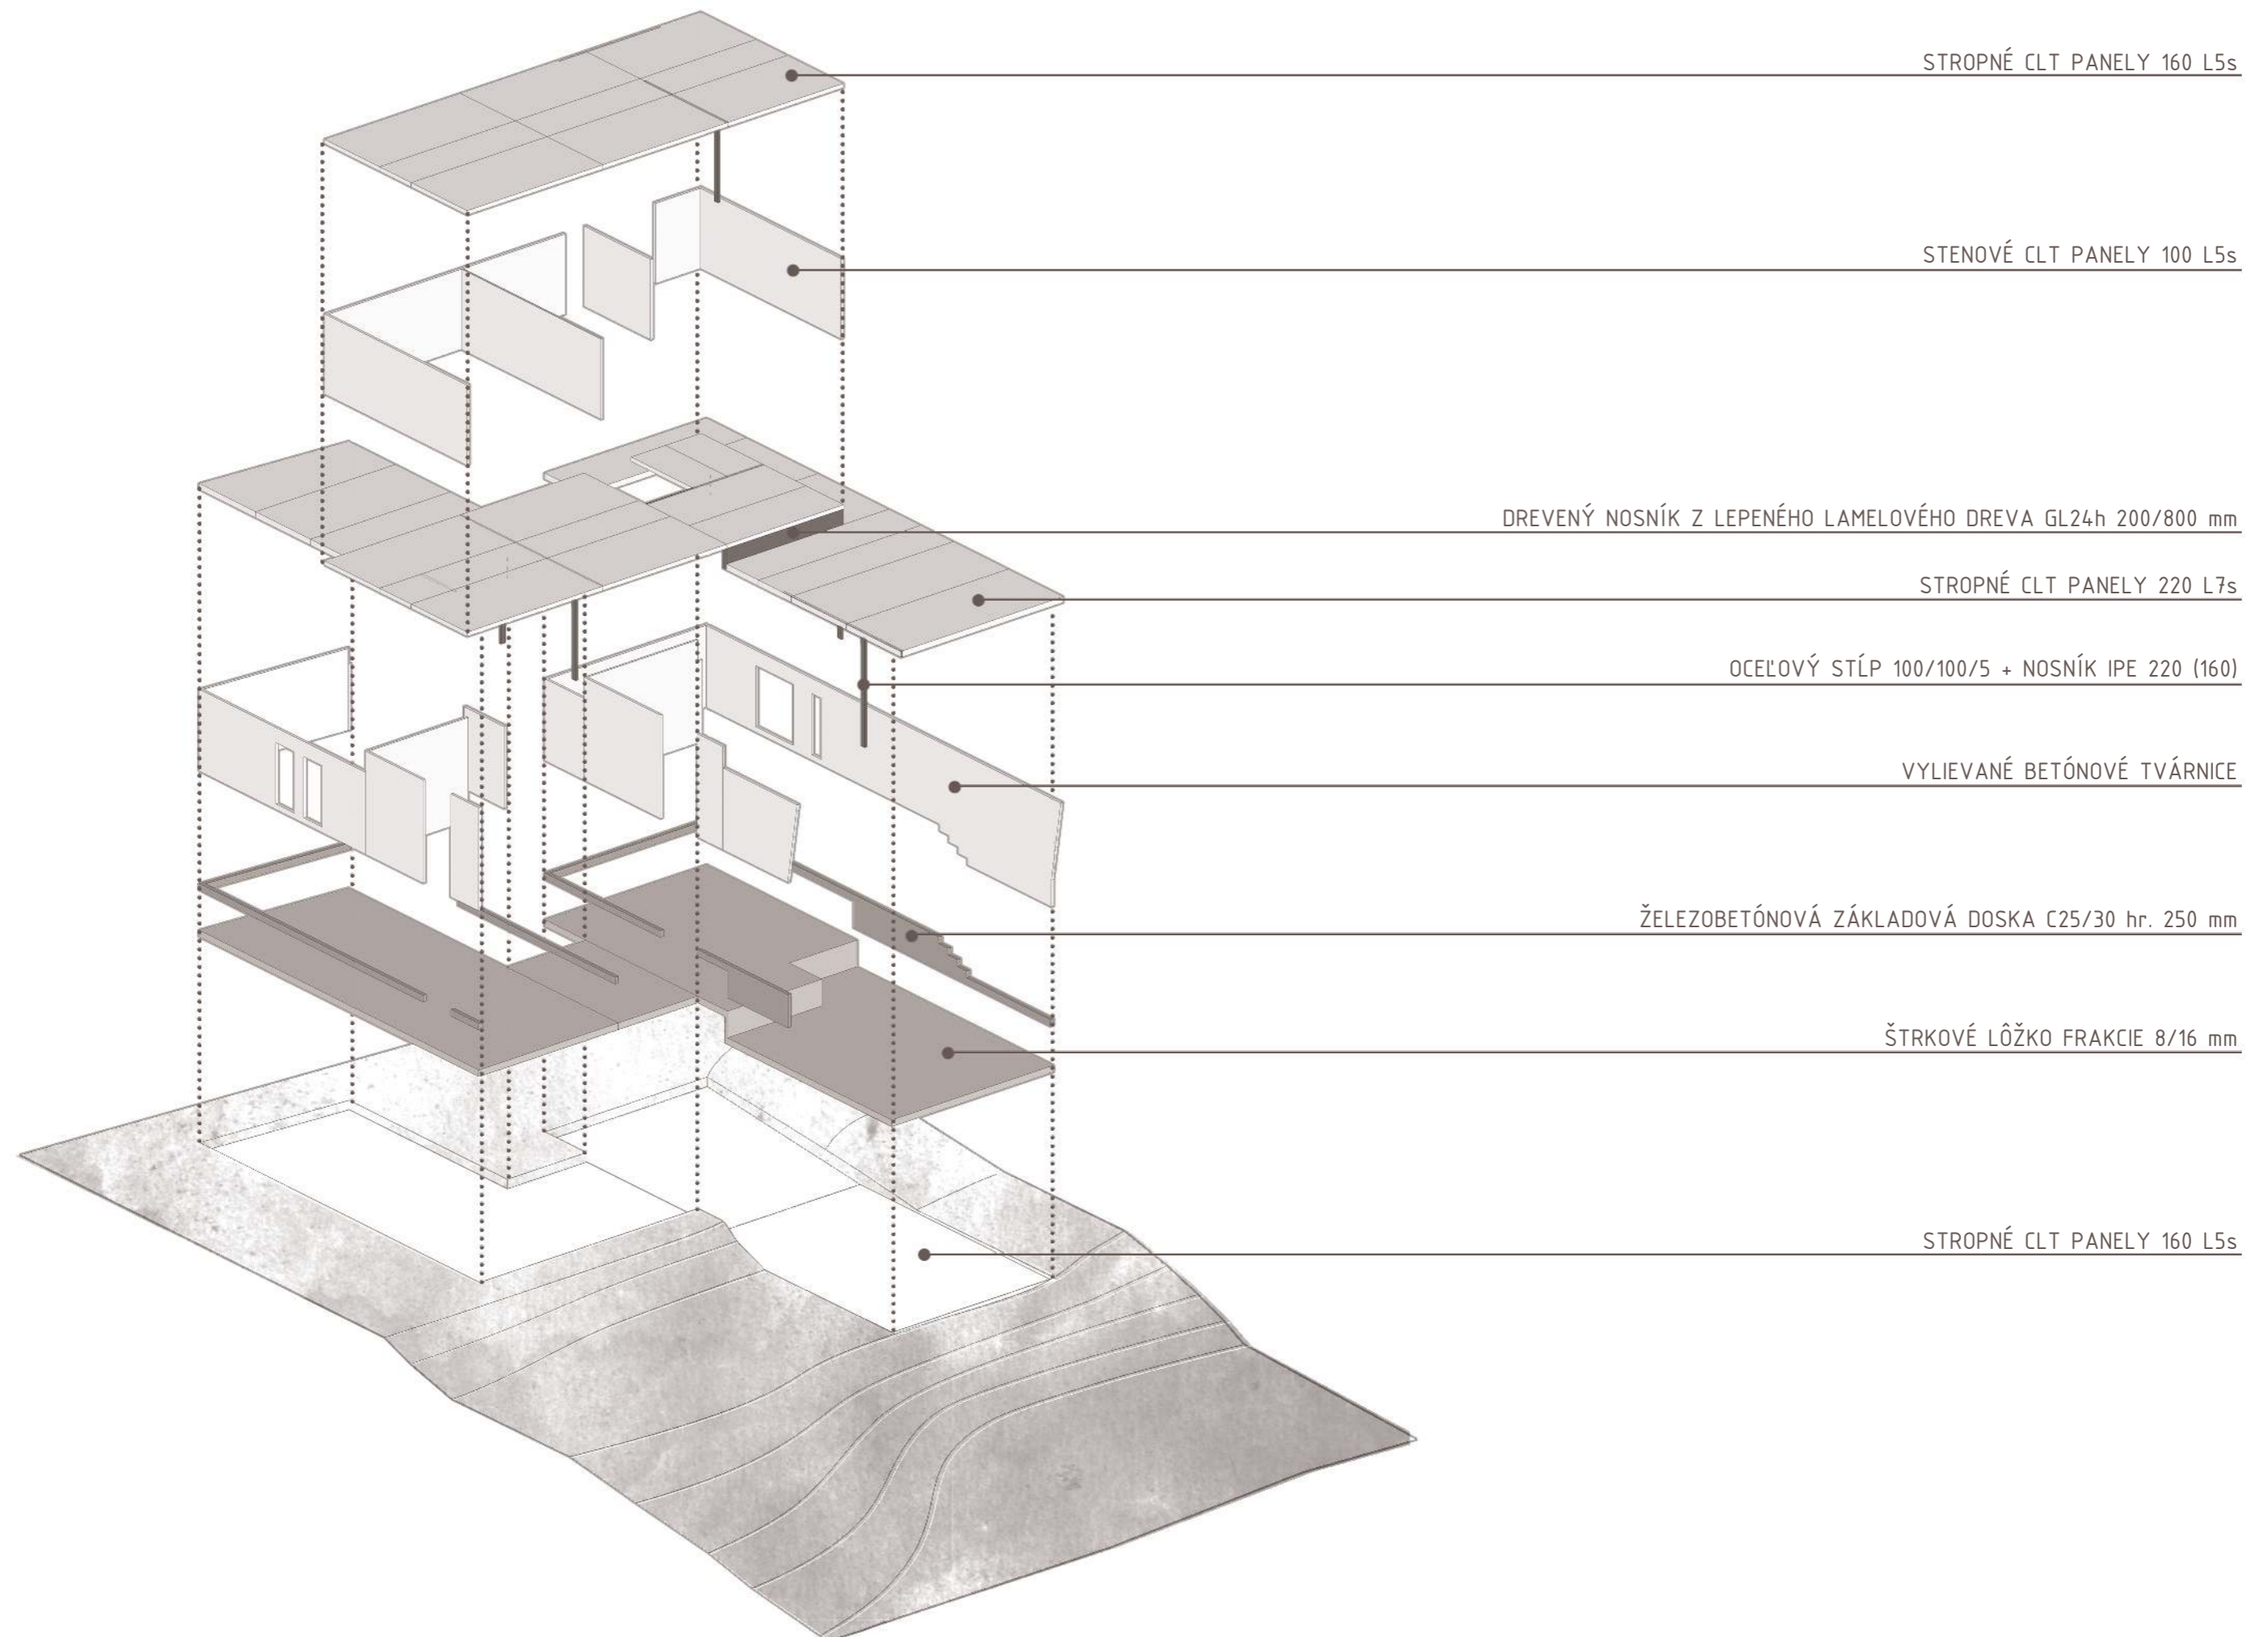 STROPNÉ CLT PANELY 160 L5s
STENOVÉ CLT PANELY 100 L5s
DREVENÝ NOSNÍK Z LEPENÉHO LAMELOVÉHO DREVA GL24h 200/800 mm
STROPNÉ CLT PANELY 220 L7s
OCEĽOVÝ STĹP 100/100/5 + NOSNÍK IPE 220 (160)
VYLIEVANÉ BETÓNOVÉ TVÁRNICE
ŽELEZOBETÓNOVÁ ZÁKLADOVÁ DOSKA C25/30 hr. 250 mm
ŠTRKOVÉ LÔŽKO FRAKCIE 8/16 mm
STROPNÉ CLT PANELY 160 L5s